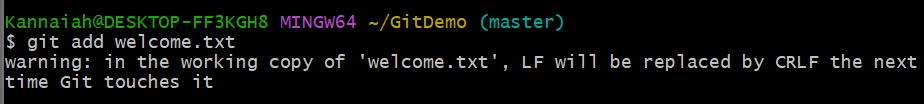 Kannaiah@DESKTOP-FF3KGH8 MINGW64 ~/GitDemo (master)
$ git add welcome.txt
warning: in the working copy of 'welcome.txt', LF will be replaced by CRLF the next
time Git touches it